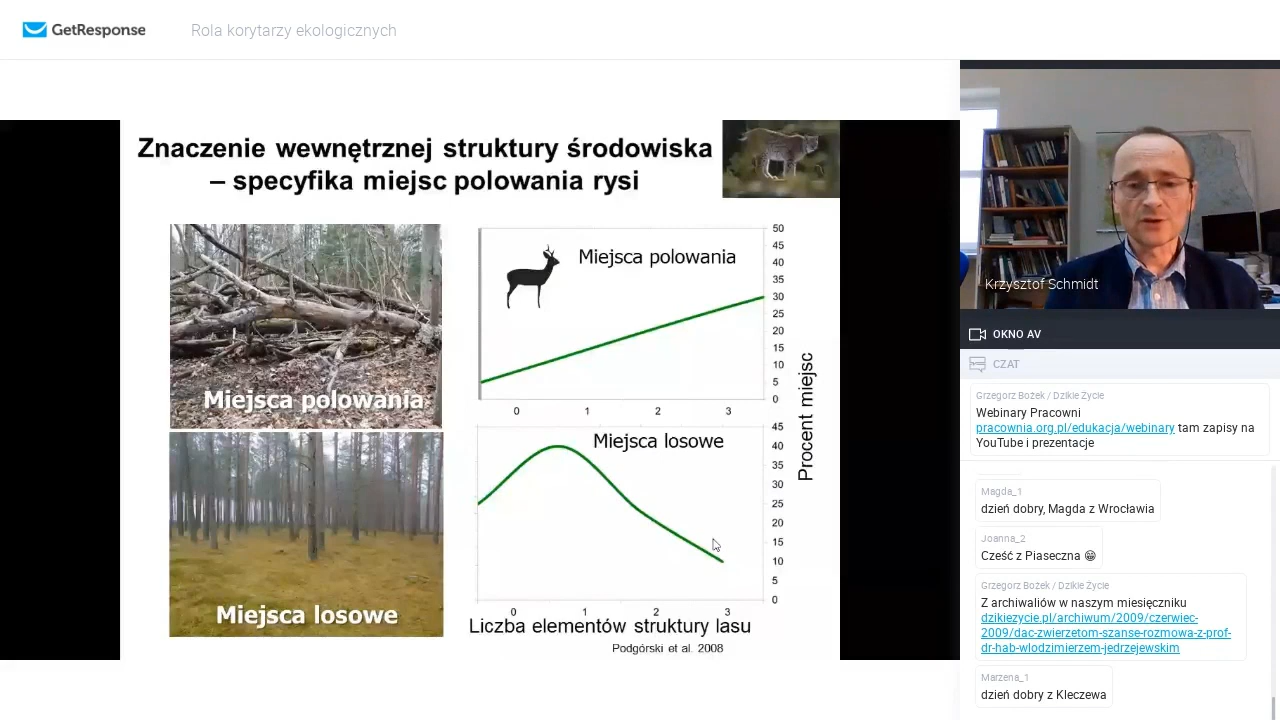 GetResponse
Rola korytarzy ekologicznych
Znaczenie wewnętrznej struktury środowiska
– specyfika miejsc polowania rysi
Miejsca polowania
Miejsca losowe
Miejsca polowania
50
45
40
35
30
25
20
15
10
5
0
0 1 2 3
Miejsca losowe
45
40
35
30
25
20
15
10
5
0
0 1 2 3
Procent miejsc
Liczba elementów struktury lasu
Podgórski et al. 2008
Krzysztof Schmidt
OKNO AV
CZAT
Grzegorz Bożek / Dzikie Życie
Webinary Pracowni
pracownia.org.pl/edukacja/webinary tam zapisy na
YouTube i prezentacje
Magda_1
dzień dobry, Magda z Wrocławia
Joanna_2
Cześć z Piaseczna 😁
Grzegorz Bożek / Dzikie Życie
Z archiwaliów w naszym miesięczniku
dzikiezycie.pl/archiwum/2009/czerwiec-
2009/dac-zwierzetom-szanse-rozmowa-z-prof-
dr-hab-wlodzimierzem-jedrzejewskim
Marzena_1
dzień dobry z Kleczewa